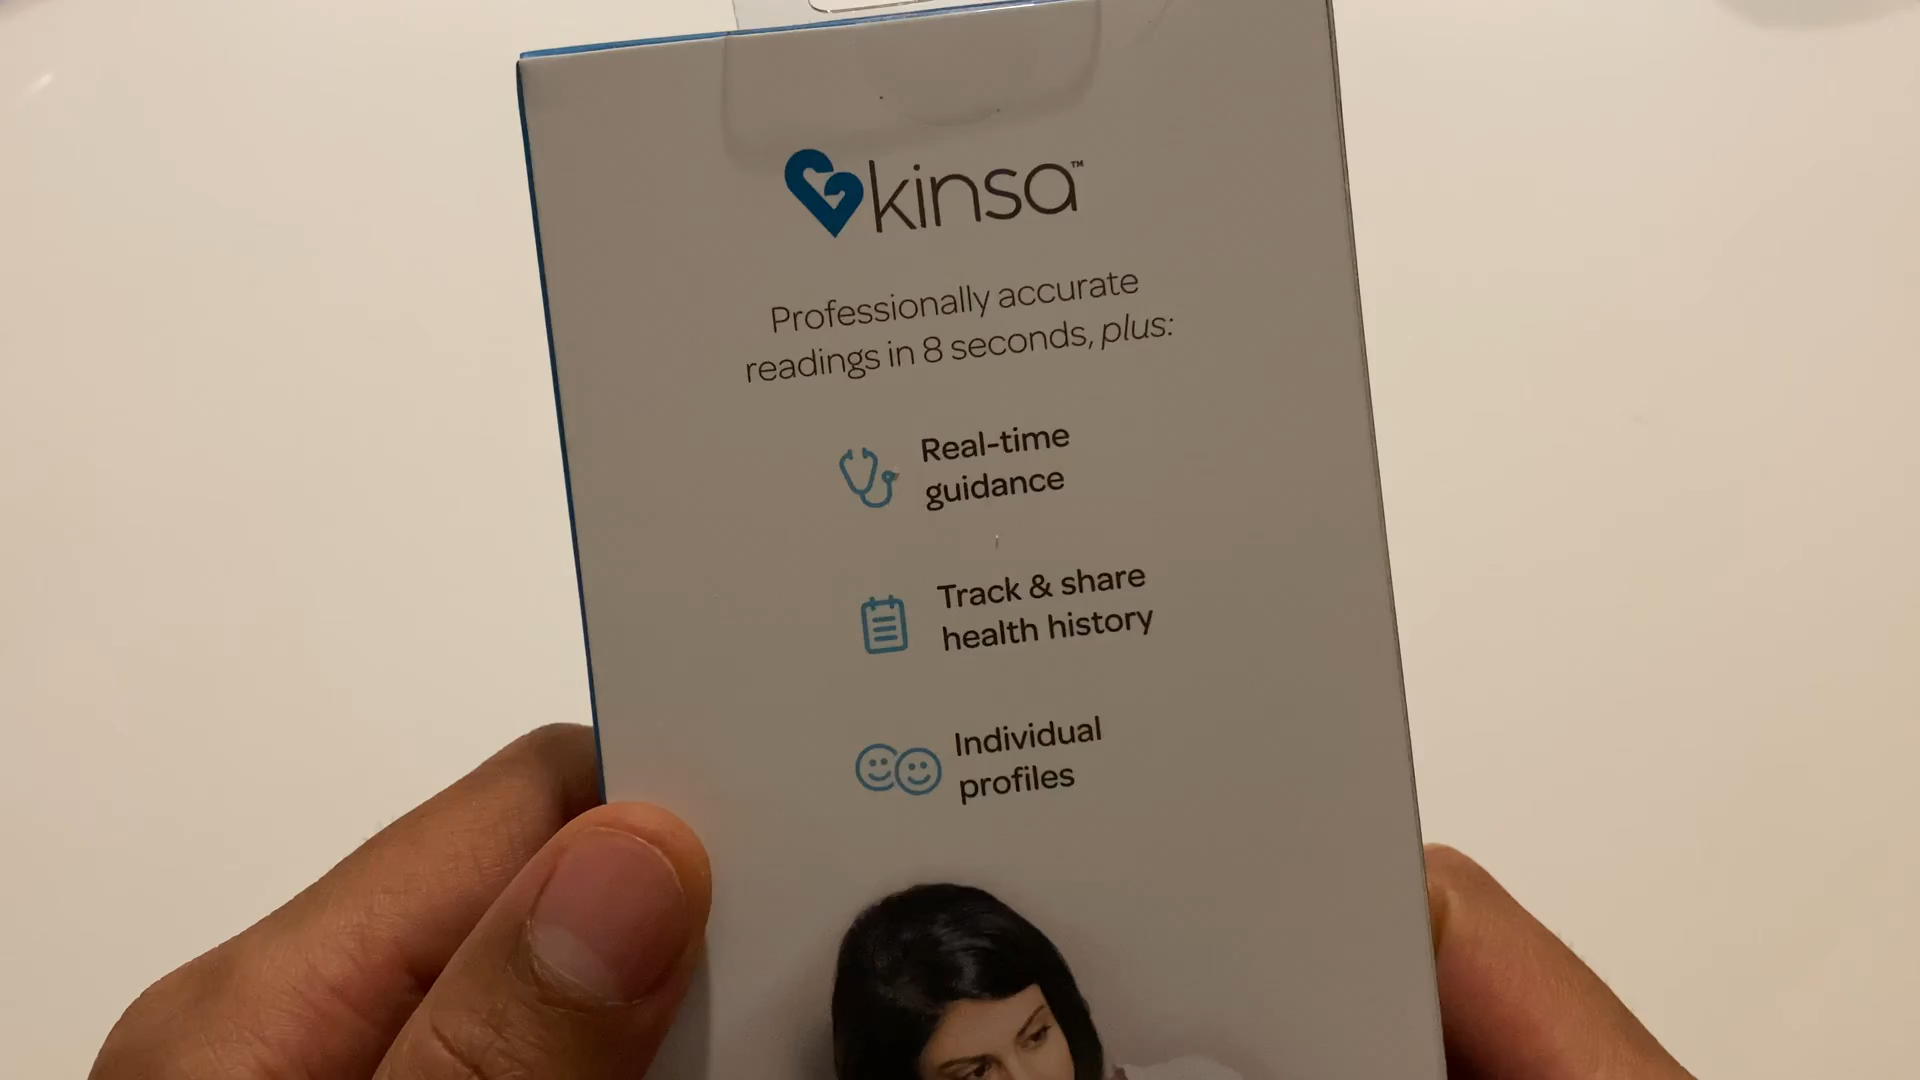 kinsa™
Professionally accurate
readings in 8 seconds, plus:
Real-time
guidance
Track & share
health history
Individual
profiles